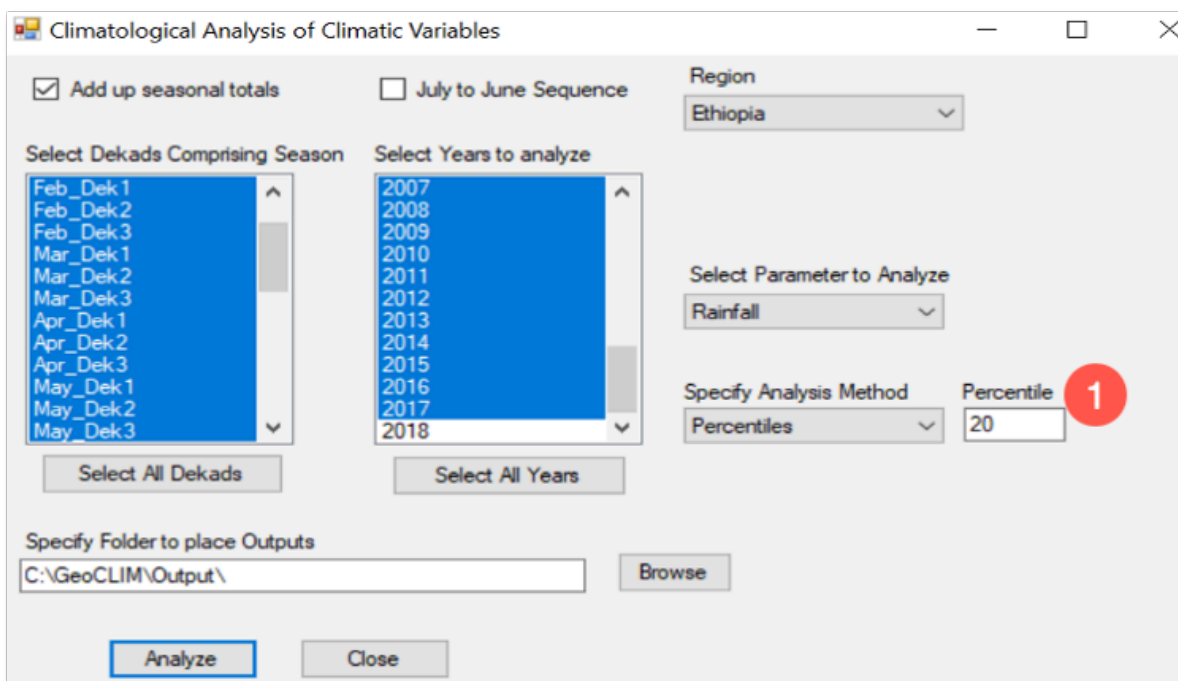 Climatological Analysis of Climatic Variables
Add up seasonal totals
July to June Sequence
Region
Ethiopia
Select Dekads Comprising Season
Feb_Dek1
Feb_Dek2
Feb_Dek3
Mar_Dek1
Mar_Dek2
Mar_Dek3
Apr_Dek1
Apr_Dek2
Apr_Dek3
May_Dek1
May_Dek2
May_Dek3
Select All Dekads
Select Years to analyze
2007
2008
2009
2010
2011
2012
2013
2014
2015
2016
2017
2018
Select All Years
Select Parameter to Analyze
Rainfall
Specify Analysis Method
Percentiles
Percentile
20
1
Specify Folder to place Outputs
C:\GeoCLIM\Output\
Browse
Analyze
Close